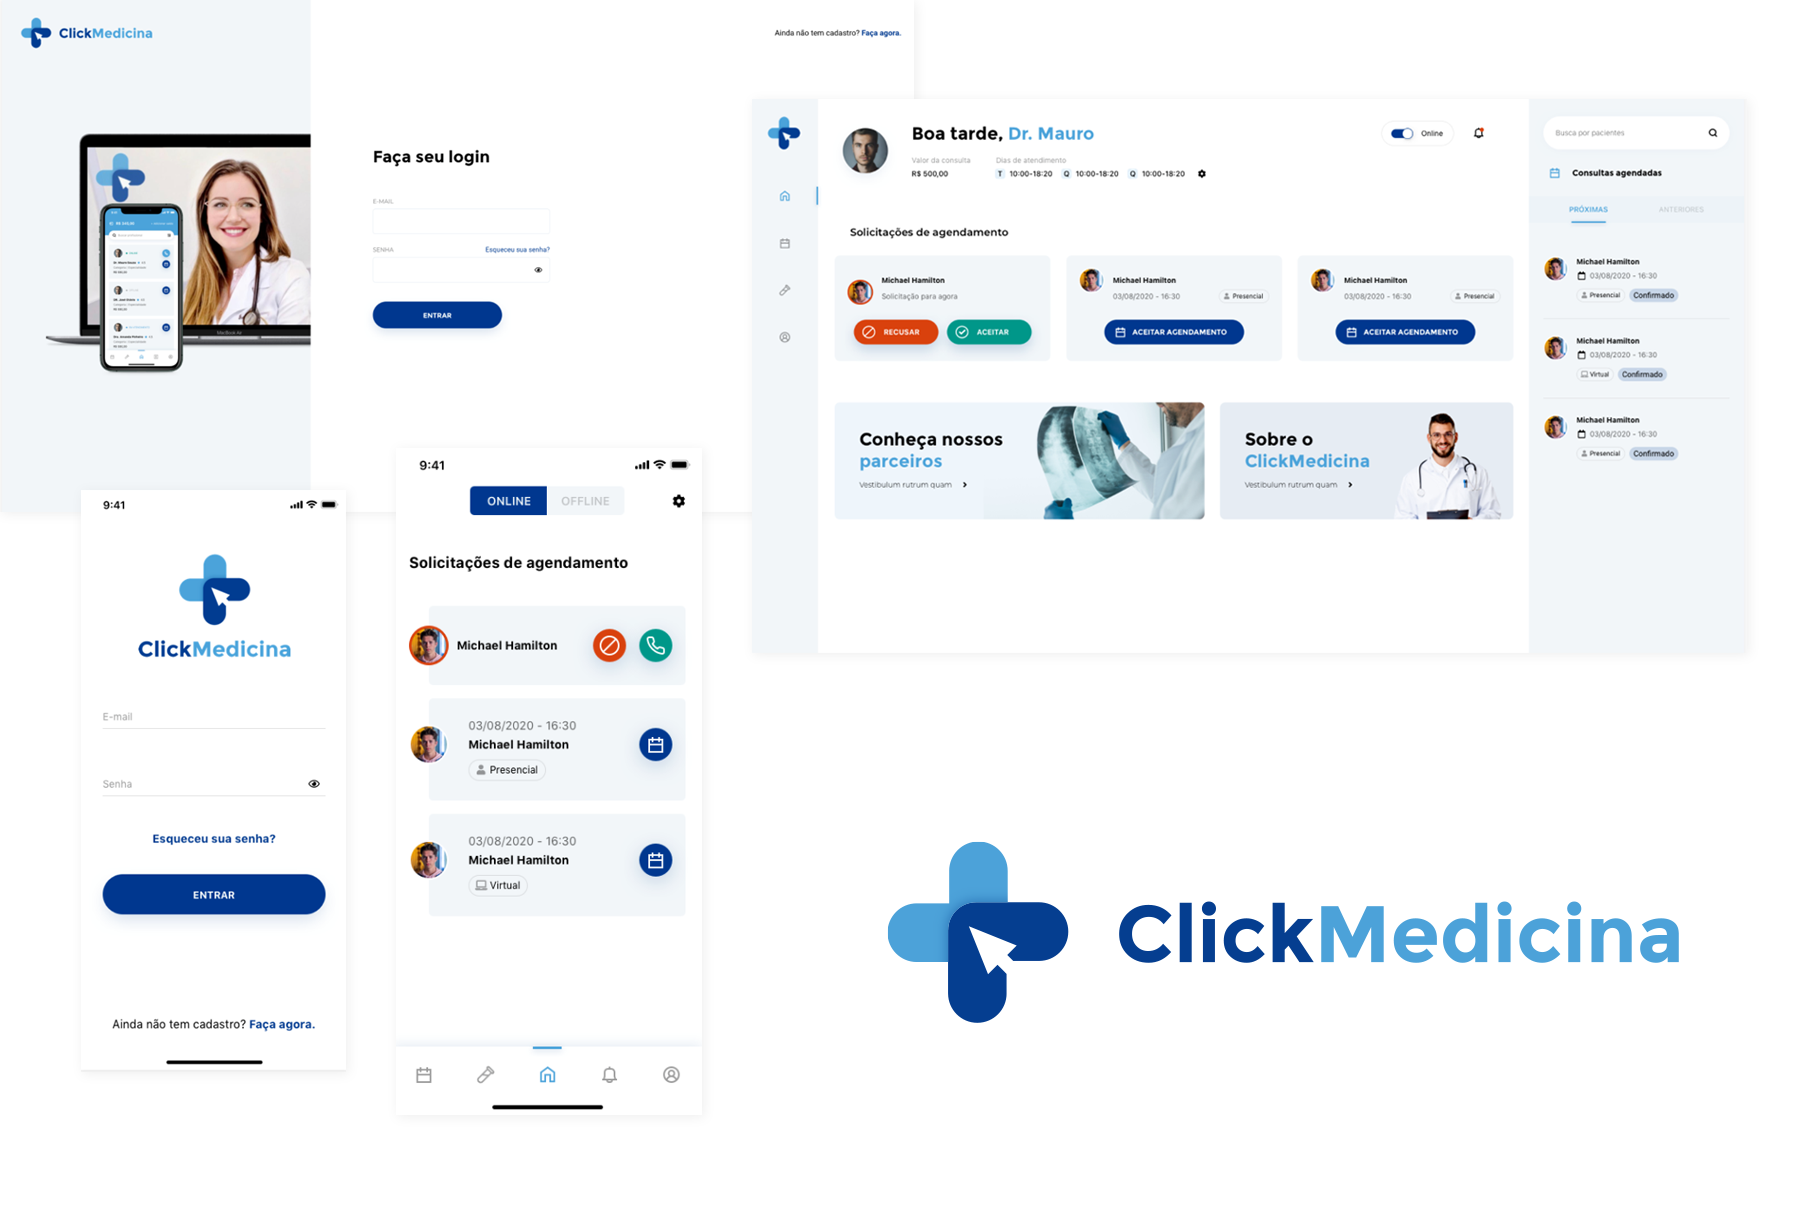 ClickMedicina
Ainda não tem cadastro? Faça agora.
Faça seu login
E-MAIL
SENHA
Esqueceu sua senha?
ENTRAR
MacBook Air
Boa tarde, Dr. Mauro
Valor da consulta
R$ 500,00
Dias de atendimento
T 10:00-18:20 Q 10:00-18:20 Q 10:00-18:20
Online
Solicitações de agendamento
Michael Hamilton
Solicitação para agora
RECUSAR
ACEITAR
Michael Hamilton
03/08/2020 - 16:30
Presencial
ACEITAR AGENDAMENTO
Michael Hamilton
03/08/2020 - 16:30
Presencial
ACEITAR AGENDAMENTO
Conheça nossos
parceiros
Vestibulum rutrum quam
Sobre o
ClickMedicina
Vestibulum rutrum quam
Busca por pacientes
Consultas agendadas
PRÓXIMAS
ANTERIORES
Michael Hamilton
03/08/2020 - 16:30
Presencial
Confirmado
Michael Hamilton
03/08/2020 - 16:30
Virtual
Confirmado
Michael Hamilton
03/08/2020 - 16:30
Presencial
Confirmado
9:41
ClickMedicina
E-mail
Senha
Esqueceu sua senha?
ENTRAR
Ainda não tem cadastro? Faça agora.
9:41
ONLINE
OFFLINE
Solicitações de agendamento
Michael Hamilton
03/08/2020 - 16:30
Michael Hamilton
Presencial
03/08/2020 - 16:30
Michael Hamilton
Virtual
ClickMedicina